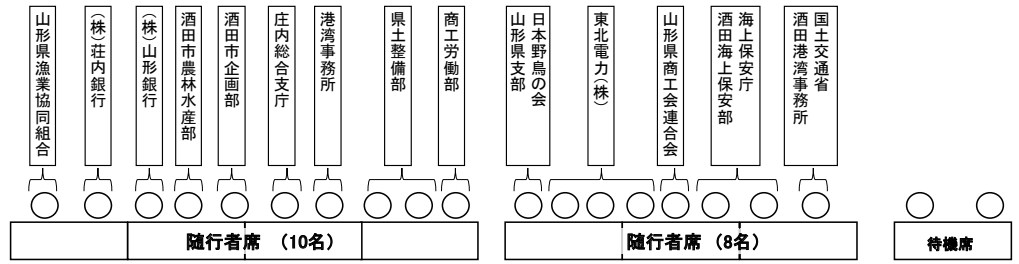 山形県漁業協同組合
(株)荘内銀行
(株)山形銀行
酒田市農林水産部
酒田市企画部
庄内総合支庁
港湾事務所
県土整備部
商工労働部
日本野鳥の会
山形県支部
東北電力(株)
山形県商工会連合会
海上保安庁
酒田海上保安部
国土交通省
酒田港湾事務所
随行者席 (10名)
随行者席 (8名)
待機席